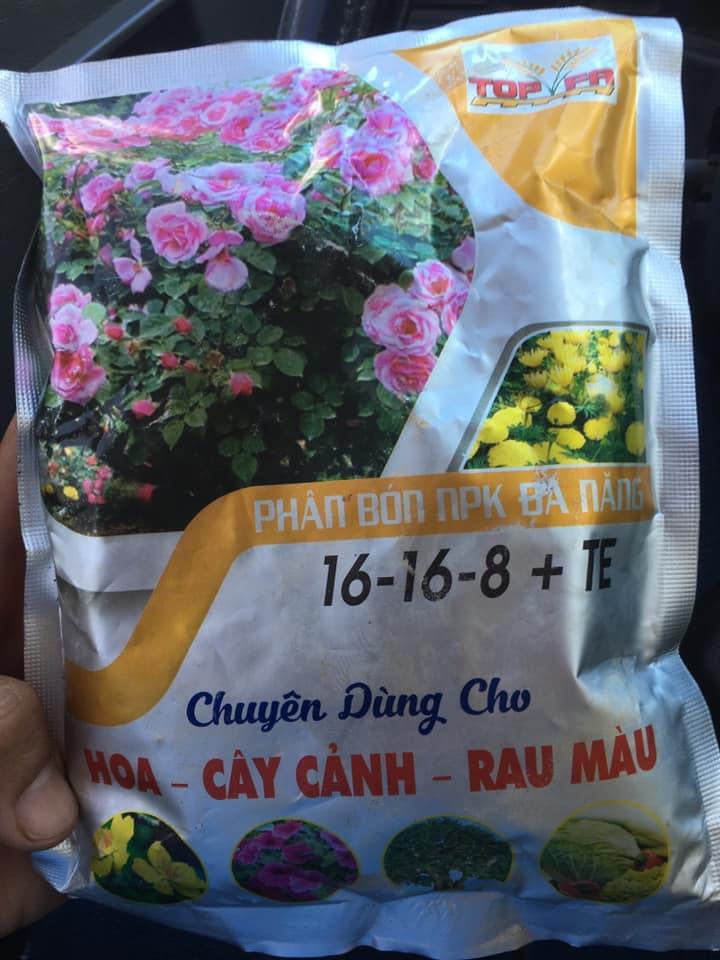 TOP FA
PHÂN BÓN NPK ĐA NĂNG
16-16-8 + TE
Chuyên Dùng Cho
HOA – CÂY CẢNH – RAU MÀU